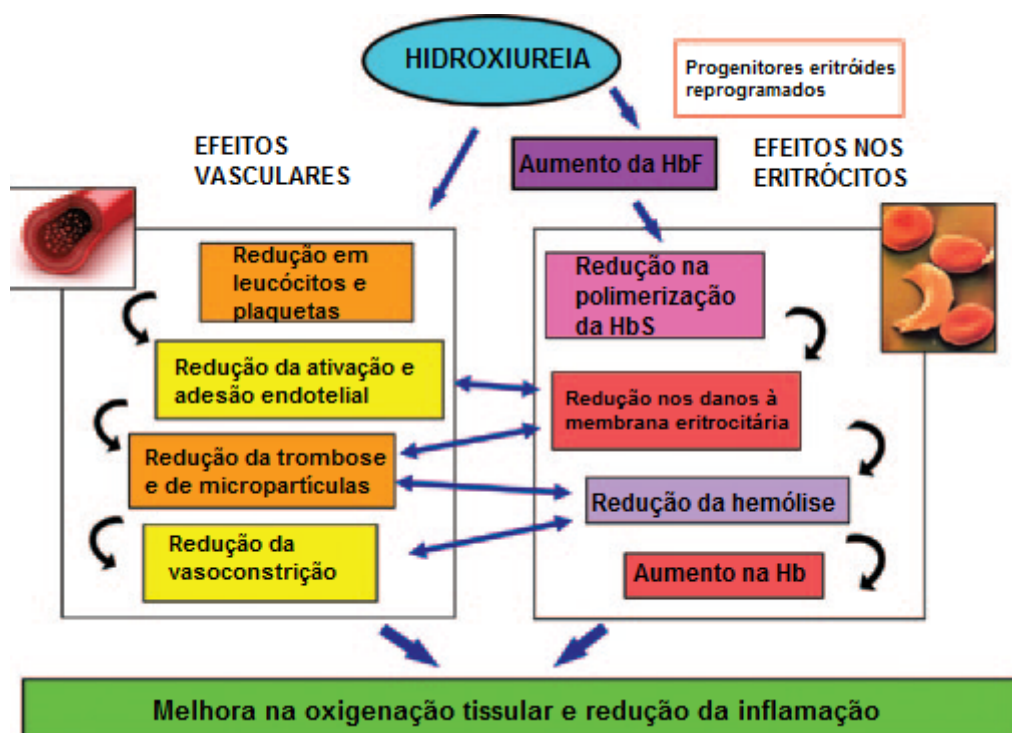 HIDROXIUREIA
Progenitores eritróides
reprogramados
EFEITOS
VASCULARES
Aumento da HbF
EFEITOS NOS
ERITRÓCITOS
Redução em
leucócitos e
plaquetas
Redução da ativação e
adesão endotelial
Redução da trombose
e de micropartículas
Redução da
vasoconstrição
Redução na
polimerização
da HbS
Redução nos danos à
membrana eritrocitária
Redução da hemólise
Aumento na Hb
Melhora na oxigenação tissular e redução da inflamação